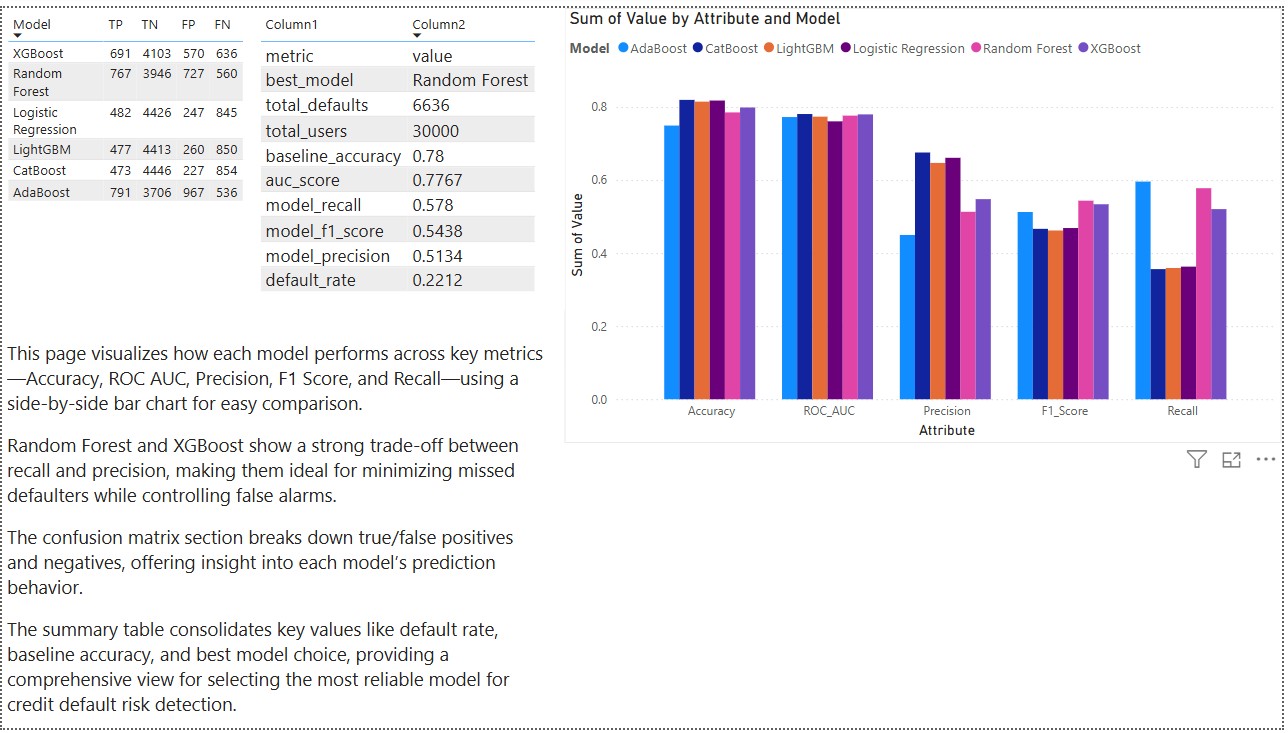 Model TP TN FP FN
XGBoost 691 4103 570 636
Random 767 3946 727 560
Forest
Logistic 482 4426 247 845
Regression
LightGBM 477 4413 260 850
CatBoost 473 4446 227 854
AdaBoost 791 3706 967 536
Column1 Column2
metric value
best_model Random Forest
total_defaults 6636
total_users 30000
baseline_accuracy 0.78
auc_score 0.7767
model_recall 0.578
model_f1_score 0.5438
model_precision 0.5134
default_rate 0.2212
Sum of Value by Attribute and Model
Model AdaBoost CatBoost LightGBM Logistic Regression Random Forest XGBoost
Sum of Value
0.8
0.6
0.4
0.2
0.0
Accuracy ROC_AUC Precision F1_Score Recall
Attribute
This page visualizes how each model performs across key metrics
—Accuracy, ROC AUC, Precision, F1 Score, and Recall—using a
side-by-side bar chart for easy comparison.
Random Forest and XGBoost show a strong trade-off between
recall and precision, making them ideal for minimizing missed
defaulters while controlling false alarms.
The confusion matrix section breaks down true/false positives
and negatives, offering insight into each model’s prediction
behavior.
The summary table consolidates key values like default rate,
baseline accuracy, and best model choice, providing a
comprehensive view for selecting the most reliable model for
credit default risk detection.